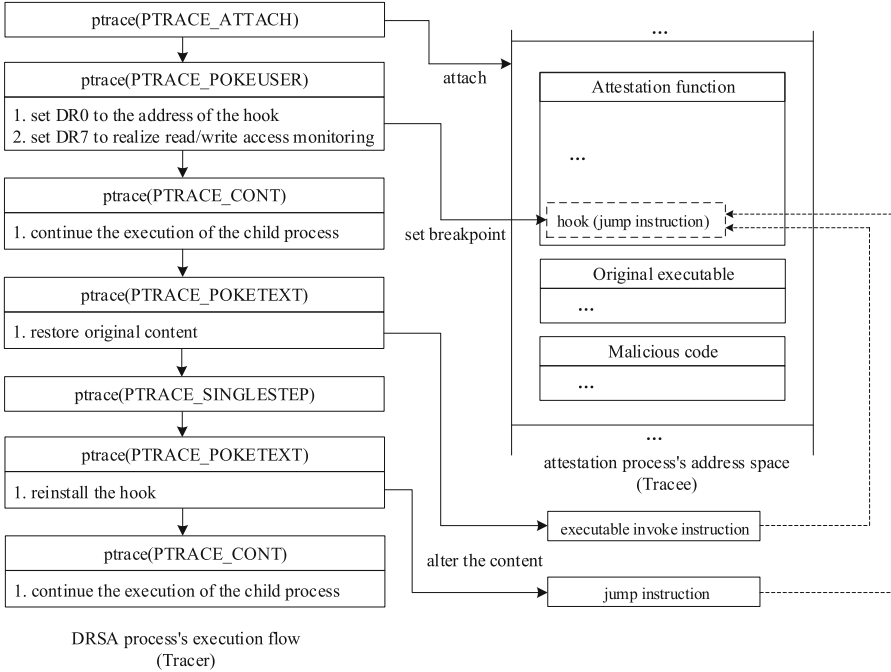 ptrace(PTRACE_ATTACH)
ptrace(PTRACE_POKEUSER)
1. set DR0 to the address of the hook
2. set DR7 to realize read/write access monitoring
ptrace(PTRACE_CONT)
1. continue the execution of the child process
ptrace(PTRACE_POKETEXT)
1. restore original content
ptrace(PTRACE_SINGLESTEP)
ptrace(PTRACE_POKETEXT)
1. reinstall the hook
ptrace(PTRACE_CONT)
1. continue the execution of the child process
DRSA process's execution flow
(Tracer)
attach
set breakpoint
alter the content
...
Attestation function
...
hook (jump instruction)
Original executable
...
Malicious code
...
...
attestation process's address space
(Tracee)
executable invoke instruction
jump instruction